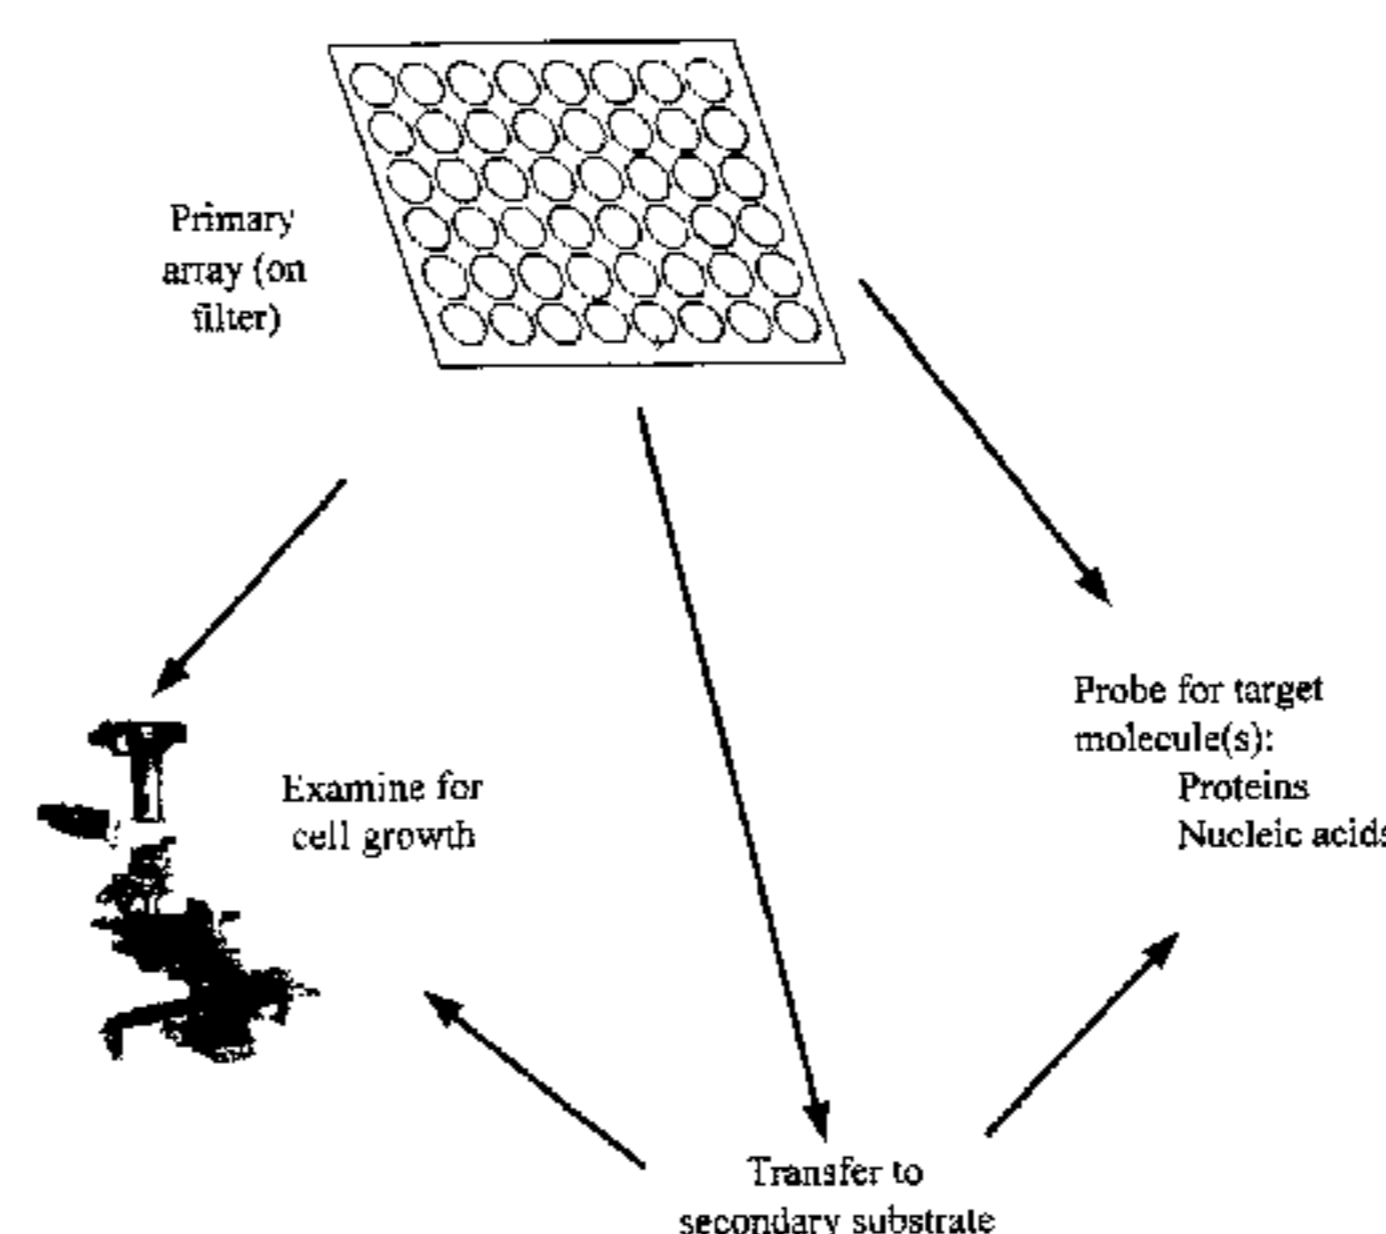 Primary
array (on
filter)
Examine for
cell growth
Probe for target
molecule(s):
Proteins
Nucleic acids
Transfer to
secondary substrate